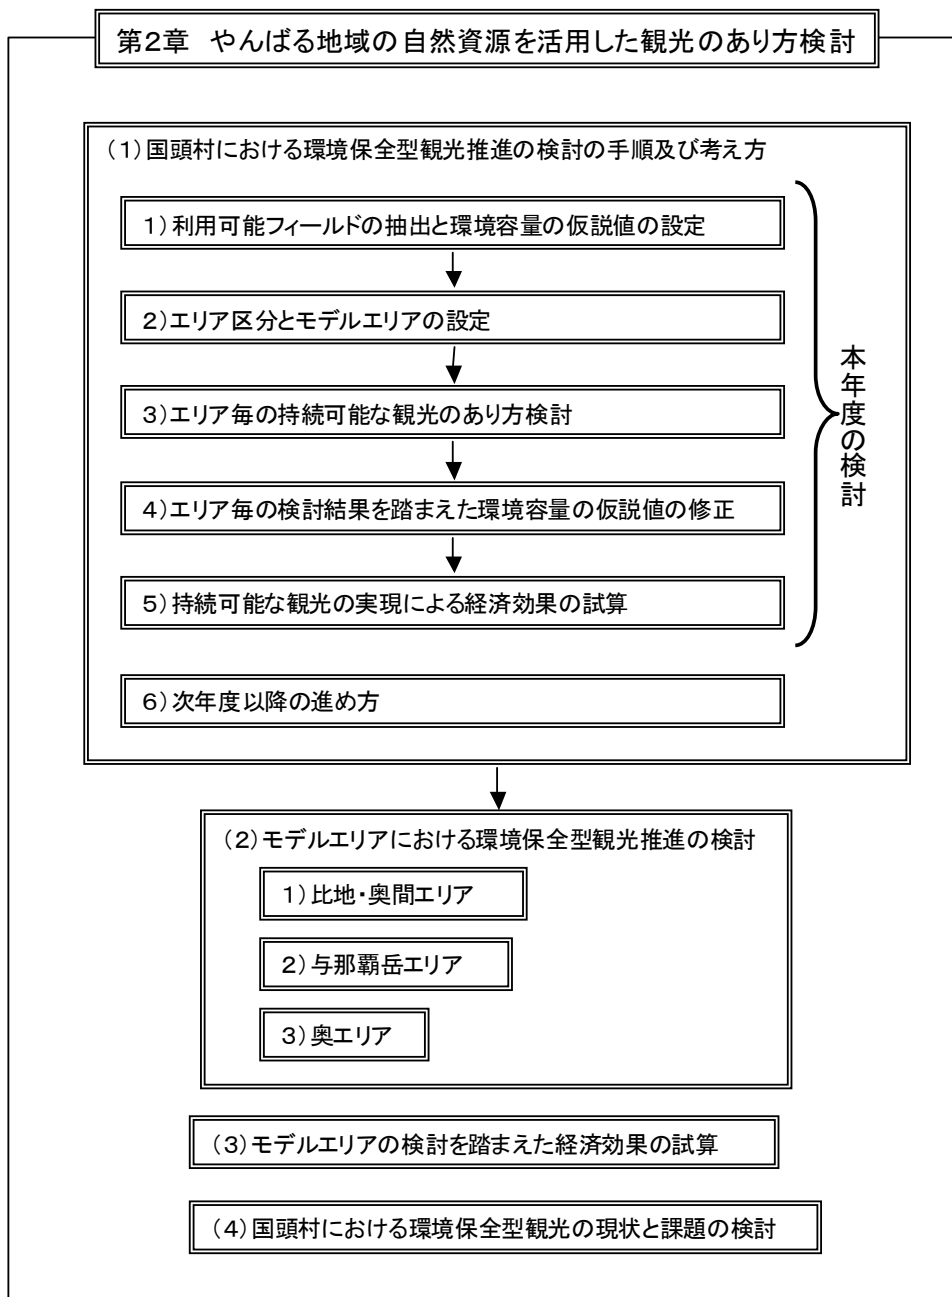 第2章 やんばる地域の自然資源を活用した観光のあり方検討
(1)国頭村における環境保全型観光推進の検討の手順及び考え方
1)利用可能フィールドの抽出と環境容量の仮説値の設定
2)エリア区分とモデルエリアの設定
3)エリア毎の持続可能な観光のあり方検討
4)エリア毎の検討結果を踏まえた環境容量の仮説値の修正
5)持続可能な観光の実現による経済効果の試算
本年度の検討
6)次年度以降の進め方
(2)モデルエリアにおける環境保全型観光推進の検討
1)比地・奥間エリア
2)与那覇岳エリア
3)奥エリア
(3)モデルエリアの検討を踏まえた経済効果の試算
(4)国頭村における環境保全型観光の現状と課題の検討